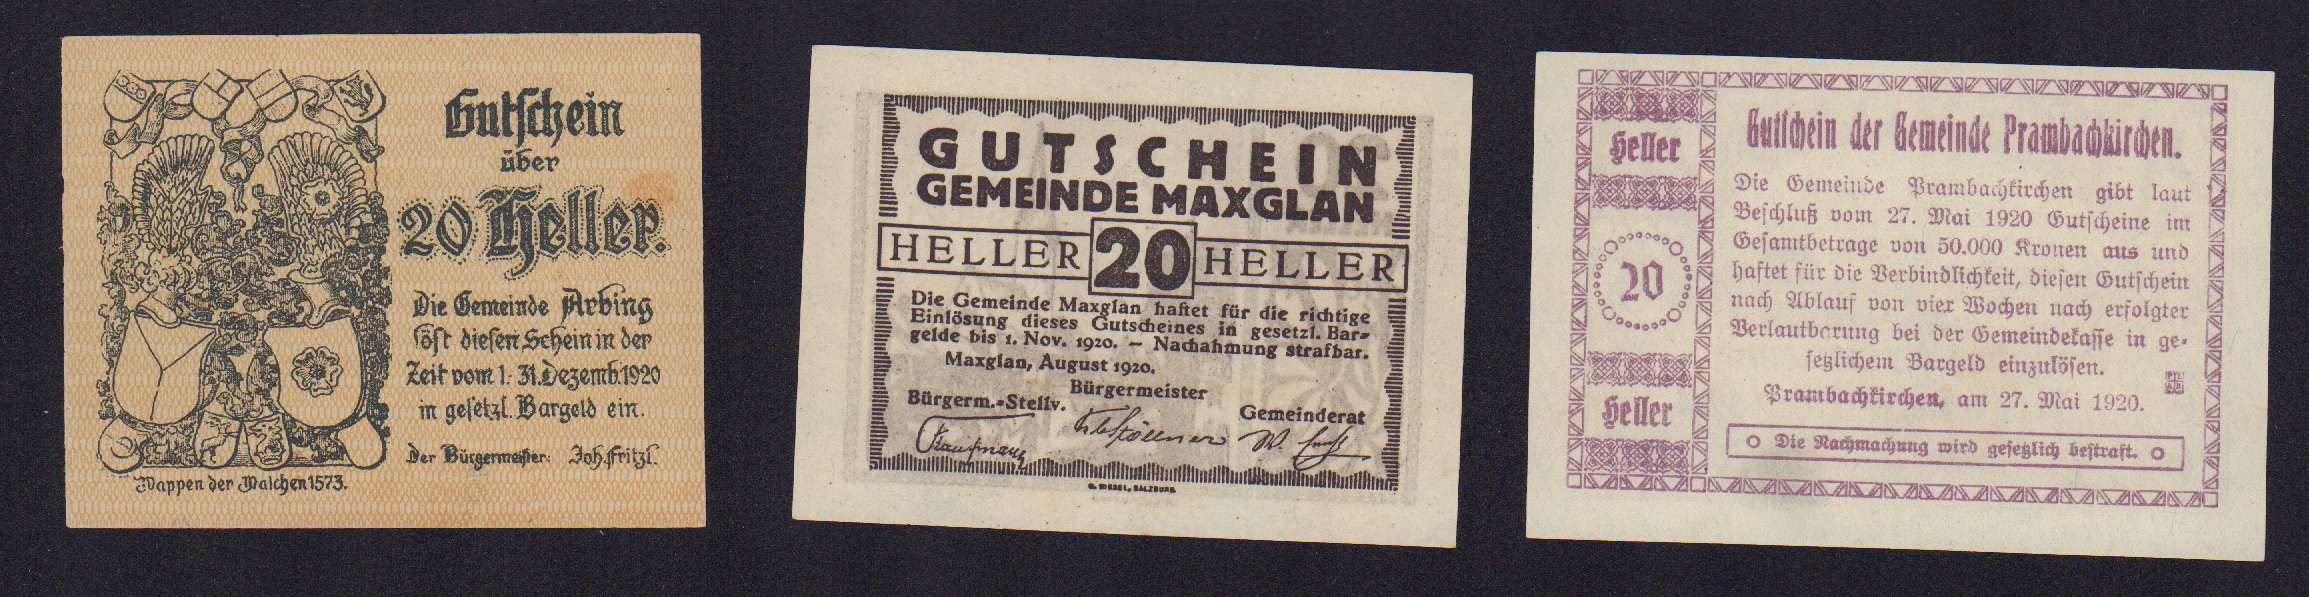 Gutschein
über
20 Heller.
Die Gemeinde Arbing
löst diesen Schein in der
Zeit vom 1.-31. Dezemb. 1920
in gesetzl. Bargeld ein.
Der Bürgermeister: Joh. Fritzl.
Wappen der Walchen 1573.
GUTSCHEIN
GEMEINDE MAXGLAN
HELLER 20 HELLER
Die Gemeinde Maxglan haftet für die richtige
Einlösung dieses Gutscheines in gesetzl. Bar-
gelde bis 1. Nov. 1920. — Nachahmung strafbar.
Maxglan, August 1920.
Bürgermeister
Bürgerm.-Stellv.
Gemeinderat
Heller
20
Heller
Gutschein der Gemeinde Prambachkirchen.
Die Gemeinde Prambachkirchen gibt laut
Beschluß vom 27. Mai 1920 Gutscheine im
Gesamtbetrage von 50.000 Kronen aus und
haftet für die Verbindlichkeit, diesen Gutschein
nach Ablauf von vier Wochen nach erfolgter
Verlautbarung bei der Gemeindekasse in ge-
setzlichem Bargeld einzulösen.
Prambachkirchen, am 27. Mai 1920.
Die Nachmachung wird gesetzlich bestraft.